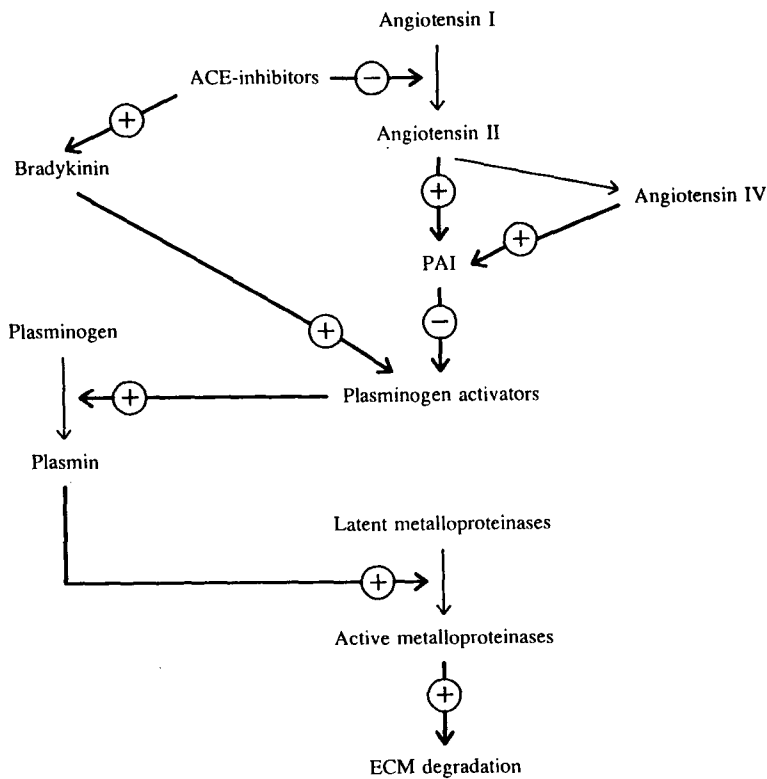 Angiotensin I
ACE-inhibitors
−
+
Angiotensin II
Bradykinin
+
Angiotensin IV
+
PAI
−
+
Plasminogen
Plasminogen activators
+
Plasmin
Latent metalloproteinases
+
Active metalloproteinases
+
ECM degradation